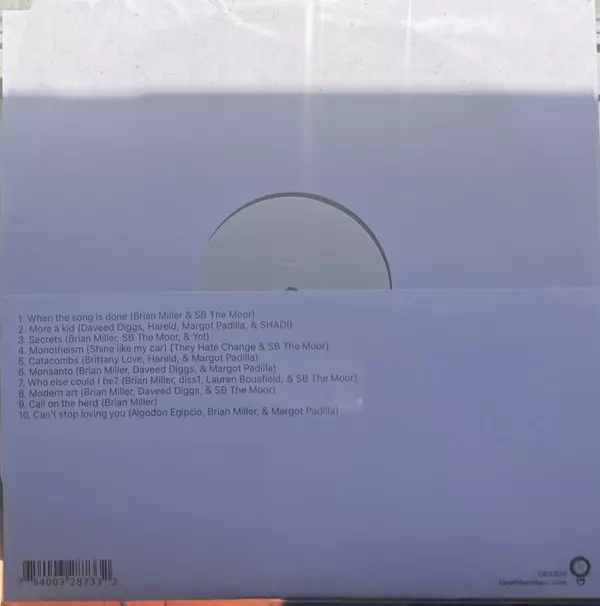 1. When the song is done (Brian Miller & SB The Moor)
2. More a kid (Daveed Diggs, Hareld, Margot Padilla, & SHADI)
3. Secrets (Brian Miller, SB The Moor, & Yo!)
4. Monotheism (Shine like my car) [They Hate Change & SB The Moor]
5. Catacombs (Brittany Love, Hareld, & Margot Padilla)
6. Monsanto (Brian Miller, Daveed Diggs, & Margot Padilla)
7. Who else could I be? (Brian Miller, diss1, Lauren Bousfield, & SB The Moor)
8. Modern art (Brian Miller, Daveed Diggs, & SB The Moor)
9. Call on the herd (Brian Miller)
10. Can't stop loving you (Algodon Egipcio, Brian Miller, & Margot Padilla)
7 54003 28733 2